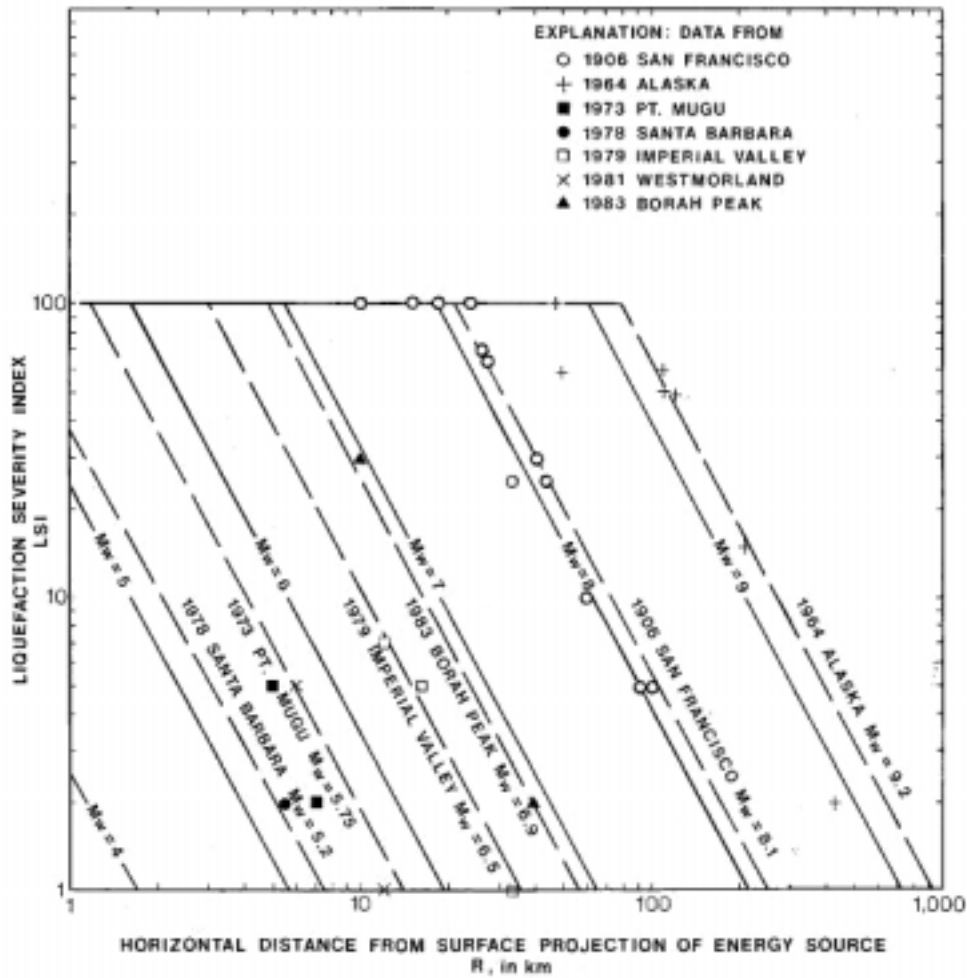 EXPLANATION: DATA FROM
1906 SAN FRANCISCO
1964 ALASKA
1973 PT. MUGU
1978 SANTA BARBARA
1979 IMPERIAL VALLEY
1981 WESTMORLAND
1983 BORAH PEAK
LIQUEFACTION SEVERITY INDEX
LSI
100
10
1
Mw=4
Mw=5
1978 SANTA BARBARA Mw=5.2
1973 PT. MUGU Mw=5.75
Mw=6
1979 IMPERIAL VALLEY Mw=6.5
1983 BORAH PEAK Mw=6.9
Mw=7
Mw=8
1906 SAN FRANCISCO Mw=8.1
Mw=9
1964 ALASKA Mw=9.2
1 10 100 1,000
HORIZONTAL DISTANCE FROM SURFACE PROJECTION OF ENERGY SOURCE
R, in km